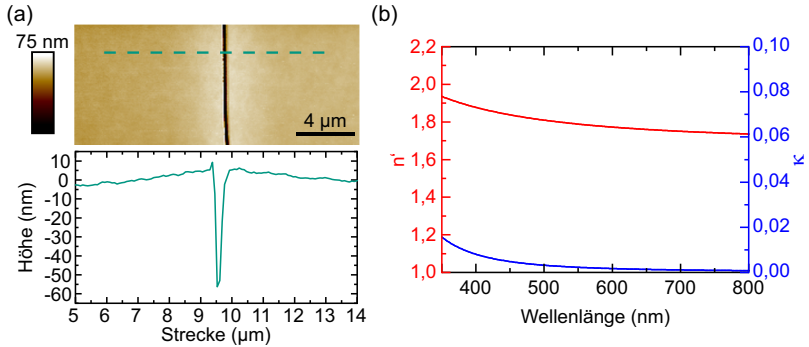 (a)
75 nm
4 µm
Höhe (nm)
10
0
-10
-20
-30
-40
-50
-60
5 6 7 8 9 10 11 12 13 14
Strecke (µm)
(b)
n'
2,2
2,0
1,8
1,6
1,4
1,2
1,0
0,10
0,08
0,06
0,04
0,02
0,00
κ
400 500 600 700 800
Wellenlänge (nm)